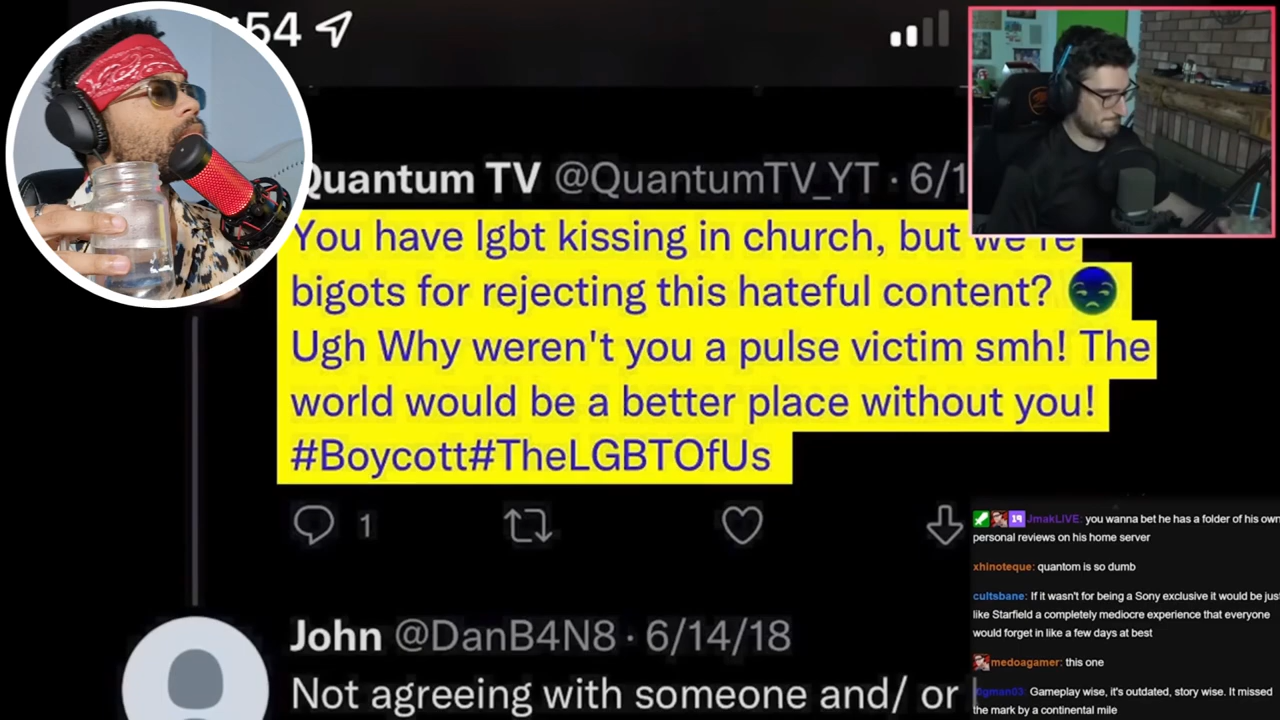 :54
Quantum TV @QuantumTV_YT · 6/1
You have lgbt kissing in church, but we're
bigots for rejecting this hateful content? 😒
Ugh Why weren't you a pulse victim smh! The
world would be a better place without you!
#Boycott#TheLGBTOfUs
1
John @DanB4N8 · 6/14/18
Not agreeing with someone and/ or
19 JmakLIVE: you wanna bet he has a folder of his own
personal reviews on his home server
xhinoteque: quantom is so dumb
cultsbane: If it wasn't for being a Sony exclusive it would be jus
like Starfield a completely mediocre experience that everyone
would forget in like a few days at best
medoagamer: this one
Gameplay wise, it's outdated, story wise. It missed
the mark by a continental mile